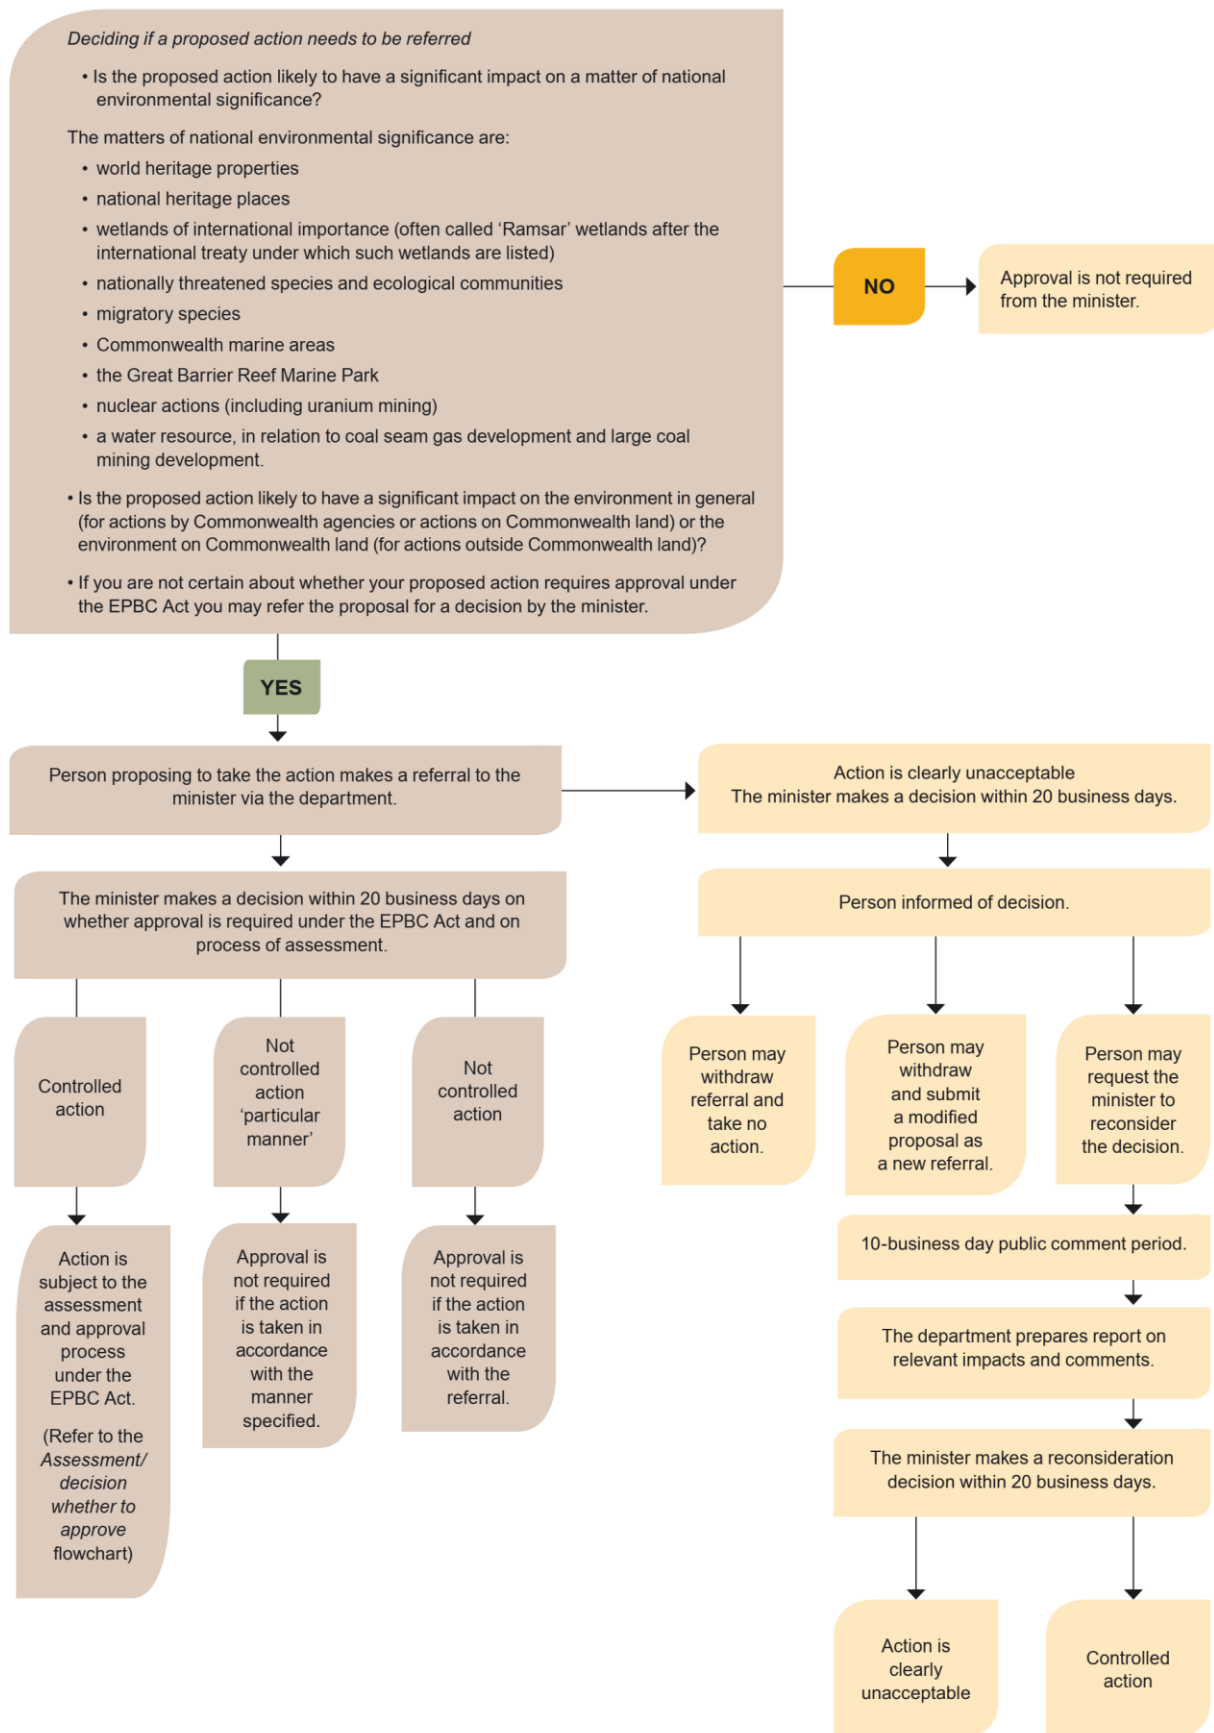 Deciding if a proposed action needs to be referred
• Is the proposed action likely to have a significant impact on a matter of national
environmental significance?
The matters of national environmental significance are:
• world heritage properties
• national heritage places
• wetlands of international importance (often called ‘Ramsar’ wetlands after the
international treaty under which such wetlands are listed)
• nationally threatened species and ecological communities
• migratory species
• Commonwealth marine areas
• the Great Barrier Reef Marine Park
• nuclear actions (including uranium mining)
• a water resource, in relation to coal seam gas development and large coal
mining development.
• Is the proposed action likely to have a significant impact on the environment in general
(for actions by Commonwealth agencies or actions on Commonwealth land) or the
environment on Commonwealth land (for actions outside Commonwealth land)?
• If you are not certain about whether your proposed action requires approval under
the EPBC Act you may refer the proposal for a decision by the minister.
NO
Approval is not required
from the minister.
YES
Person proposing to take the action makes a referral to the
minister via the department.
Action is clearly unacceptable
The minister makes a decision within 20 business days.
The minister makes a decision within 20 business days on
whether approval is required under the EPBC Act and on
process of assessment.
Person informed of decision.
Controlled
action
Not
controlled
action
‘particular
manner’
Not
controlled
action
Person may
withdraw
referral and
take no
action.
Person may
withdraw
and submit
a modified
proposal as
a new referral.
Person may
request the
minister to
reconsider
the decision.
Action is
subject to the
assessment
and approval
process
under the
EPBC Act.
(Refer to the
Assessment/
decision
whether to
approve
flowchart)
Approval is
not required
if the action
is taken in
accordance
with the
manner
specified.
Approval is
not required
if the action
is taken in
accordance
with the
referral.
10-business day public comment period.
The department prepares report on
relevant impacts and comments.
The minister makes a reconsideration
decision within 20 business days.
Action is
clearly
unacceptable
Controlled
action